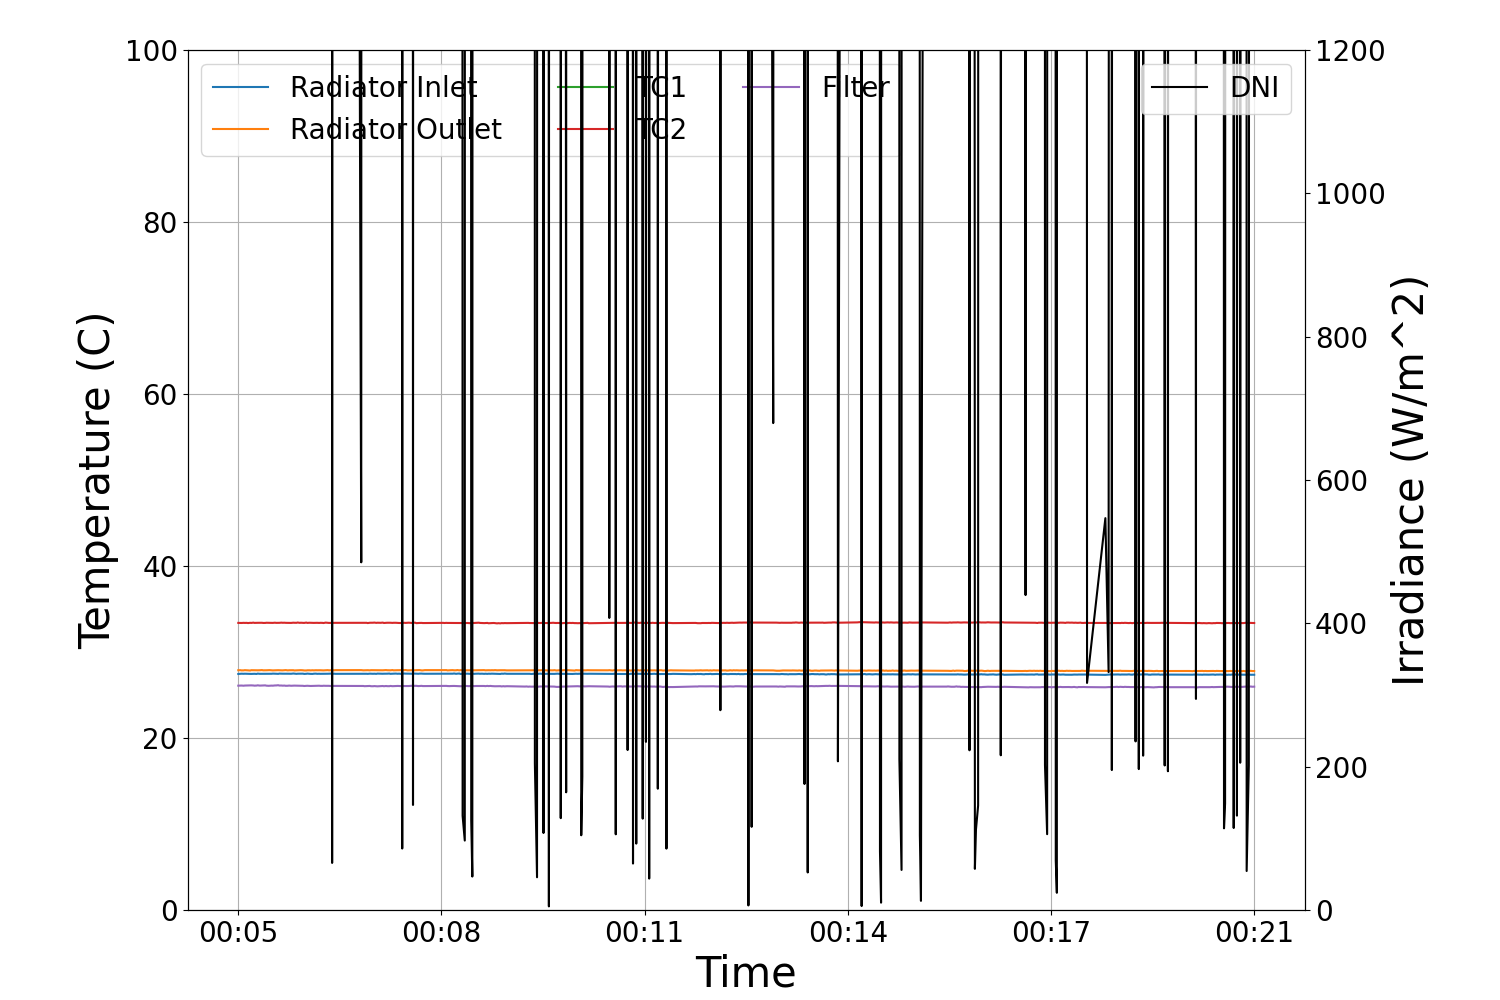 100
80
60
40
20
0
Temperature (C)
Radiator Inlet
Radiator Outlet
TC1
TC2
Filter
DNI
1200
1000
800
600
400
200
0
Irradiance (W/m^2)
00:05 00:08 00:11 00:14 00:17 00:21
Time